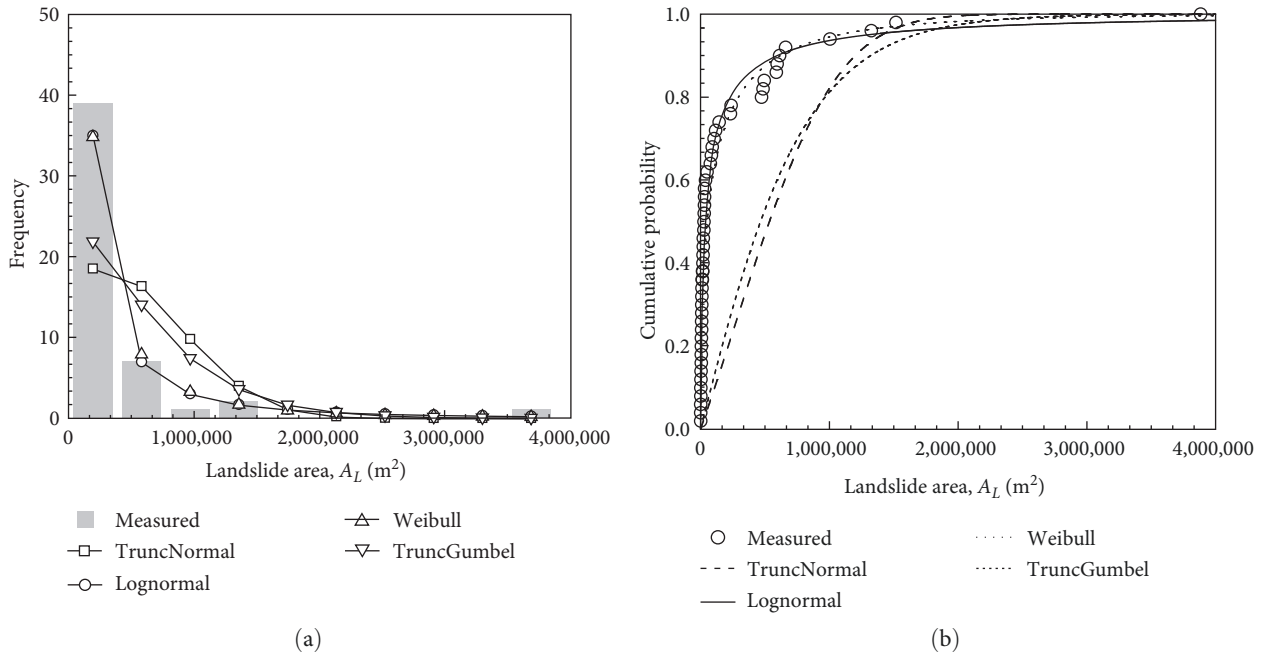 50
40
30
20
10
0
Frequency
0 1,000,000 2,000,000 3,000,000 4,000,000
Landslide area, A_L (m²)
Measured
TruncNormal
Lognormal
Weibull
TruncGumbel
(a)
1.0
0.8
0.6
0.4
0.2
0.0
Cumulative probability
0 1,000,000 2,000,000 3,000,000 4,000,000
Landslide area, A_L (m²)
Measured
TruncNormal
Lognormal
Weibull
TruncGumbel
(b)